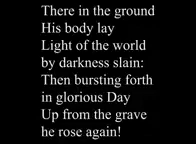 There in the ground
His body lay
Light of the world
by darkness slain:
Then bursting forth
in glorious Day
Up from the grave
he rose again!